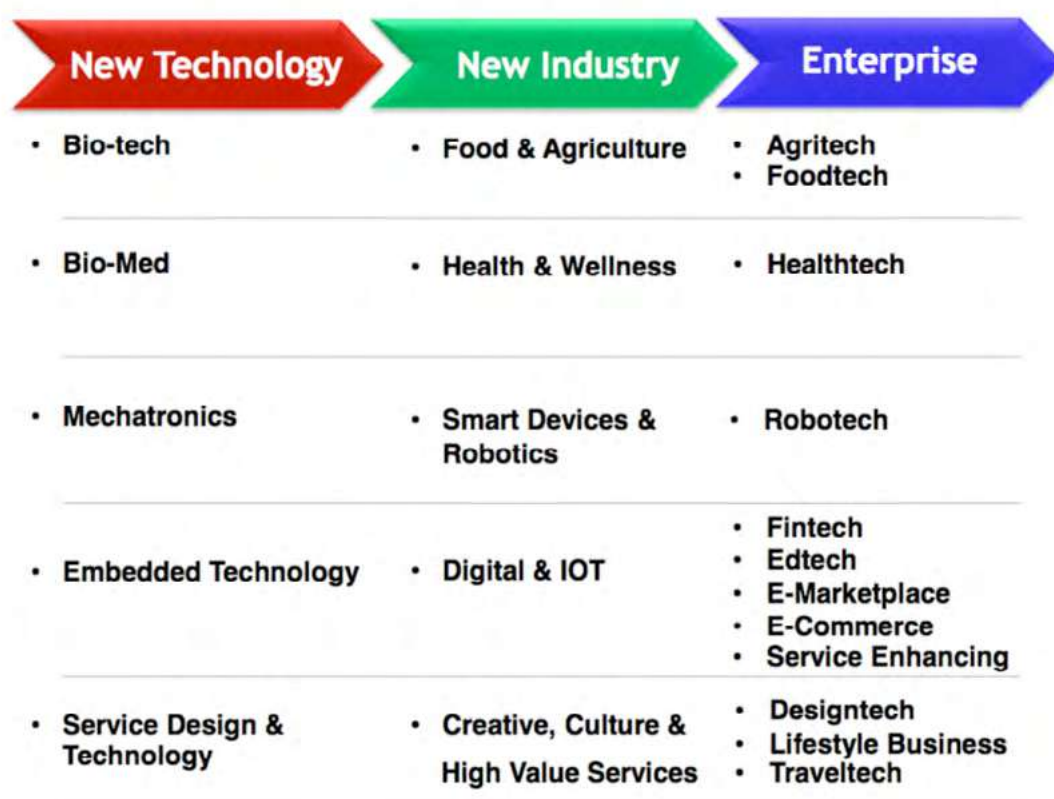 New Technology
New Industry
Enterprise
• Bio-tech
• Food & Agriculture
• Agritech
• Foodtech
• Bio-Med
• Health & Wellness
• Healthtech
• Mechatronics
• Smart Devices &
Robotics
• Robotech
• Embedded Technology
• Digital & IOT
• Fintech
• Edtech
• E-Marketplace
• E-Commerce
• Service Enhancing
• Service Design &
Technology
• Creative, Culture &
High Value Services
• Designtech
• Lifestyle Business
• Traveltech